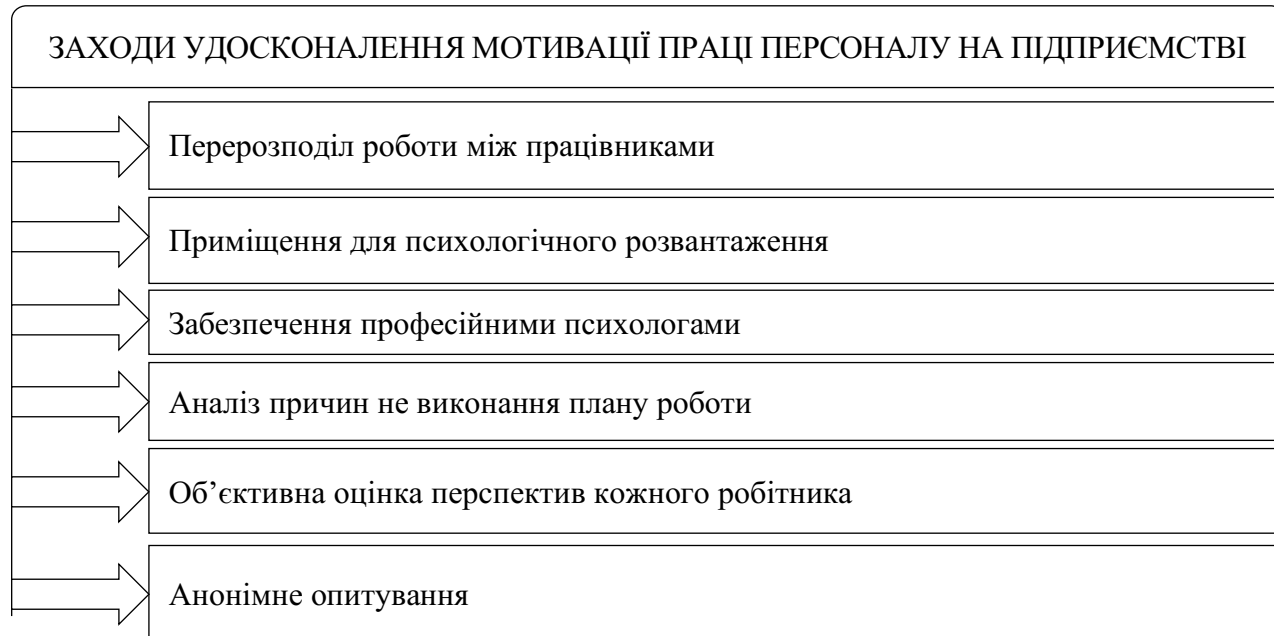 ЗАХОДИ УДОСКОНАЛЕННЯ МОТИВАЦІЇ ПРАЦІ ПЕРСОНАЛУ НА ПІДПРИЄМСТВІ
Перерозподіл роботи між працівниками
Приміщення для психологічного розвантаження
Забезпечення професійними психологами
Аналіз причин не виконання плану роботи
Об’єктивна оцінка перспектив кожного робітника
Анонімне опитування